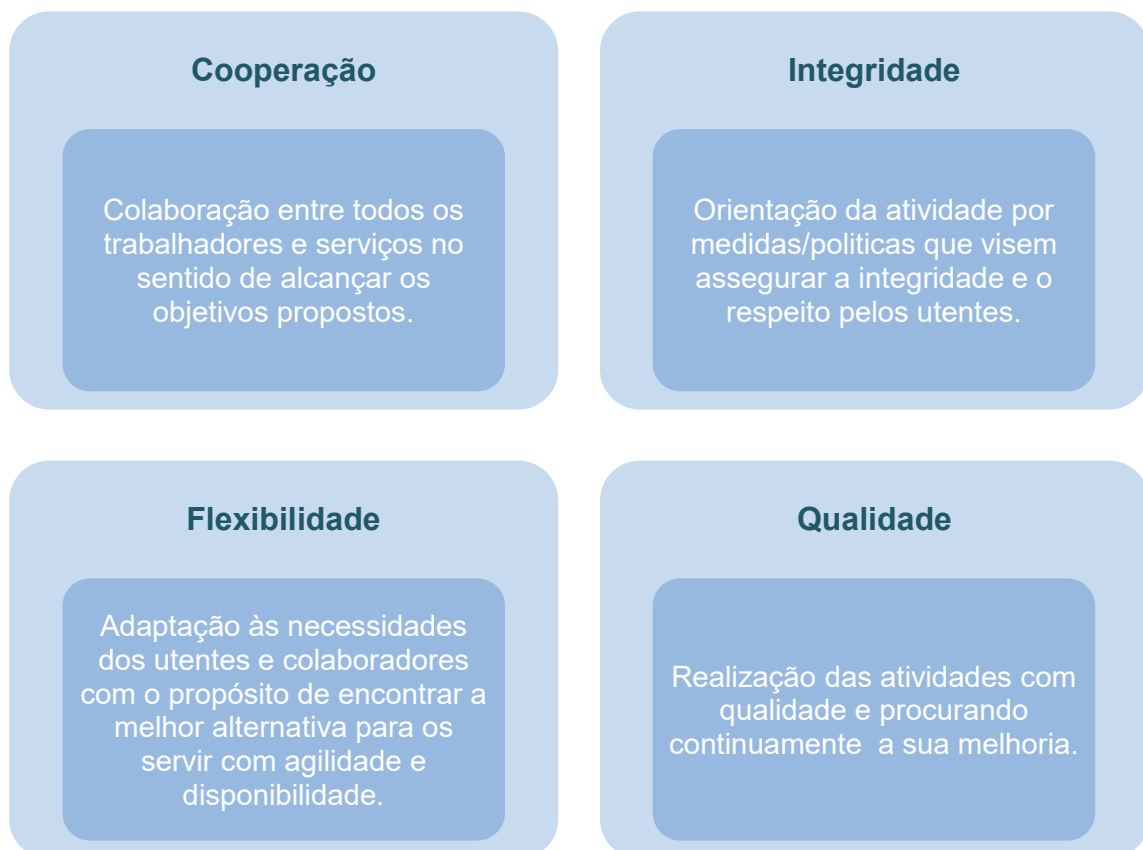 Cooperação
Colaboração entre todos os
trabalhadores e serviços no
sentido de alcançar os
objetivos propostos.
Integridade
Orientação da atividade por
medidas/politicas que visem
assegurar a integridade e o
respeito pelos utentes.
Flexibilidade
Adaptação às necessidades
dos utentes e colaboradores
com o propósito de encontrar a
melhor alternativa para os
servir com agilidade e
disponibilidade.
Qualidade
Realização das atividades com
qualidade e procurando
continuamente  a sua melhoria.